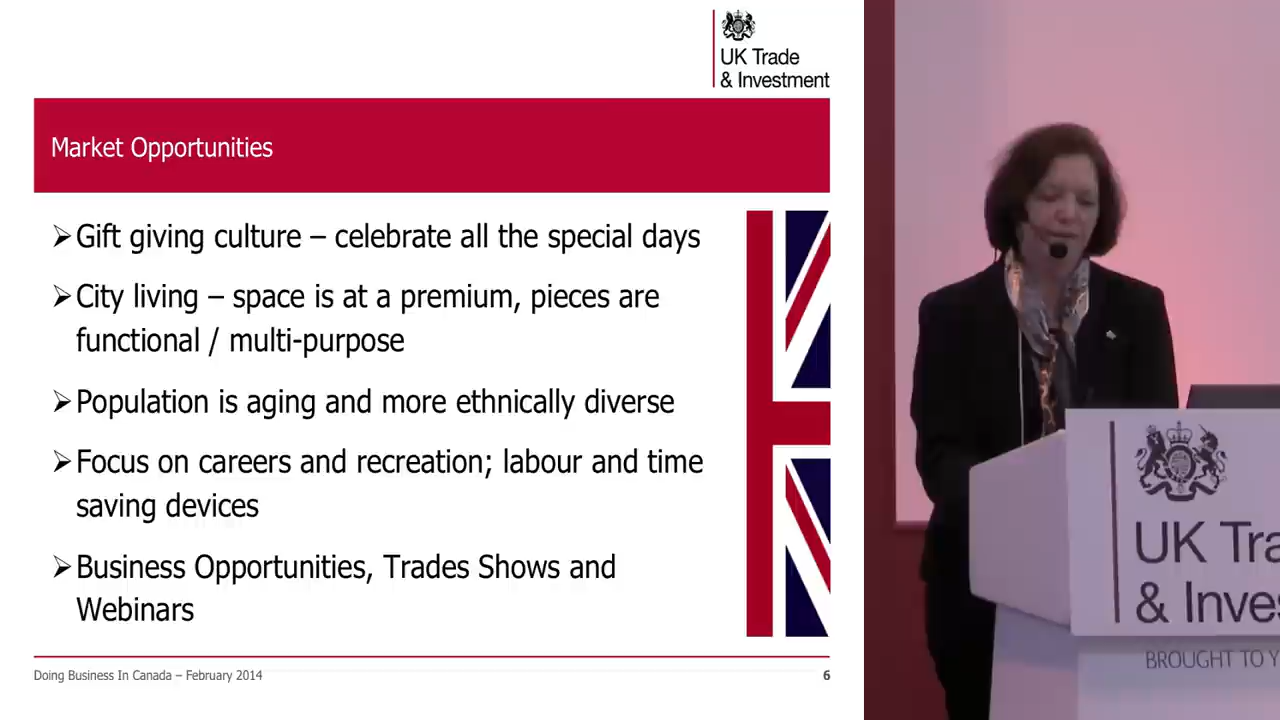 UK Trade
& Investment
Market Opportunities
➢Gift giving culture – celebrate all the special days
➢City living – space is at a premium, pieces are
functional / multi-purpose
➢Population is aging and more ethnically diverse
➢Focus on careers and recreation; labour and time
saving devices
➢Business Opportunities, Trades Shows and
Webinars
Doing Business In Canada – February 2014
6
UK Tra
& Inves
BROUGHT TO Y